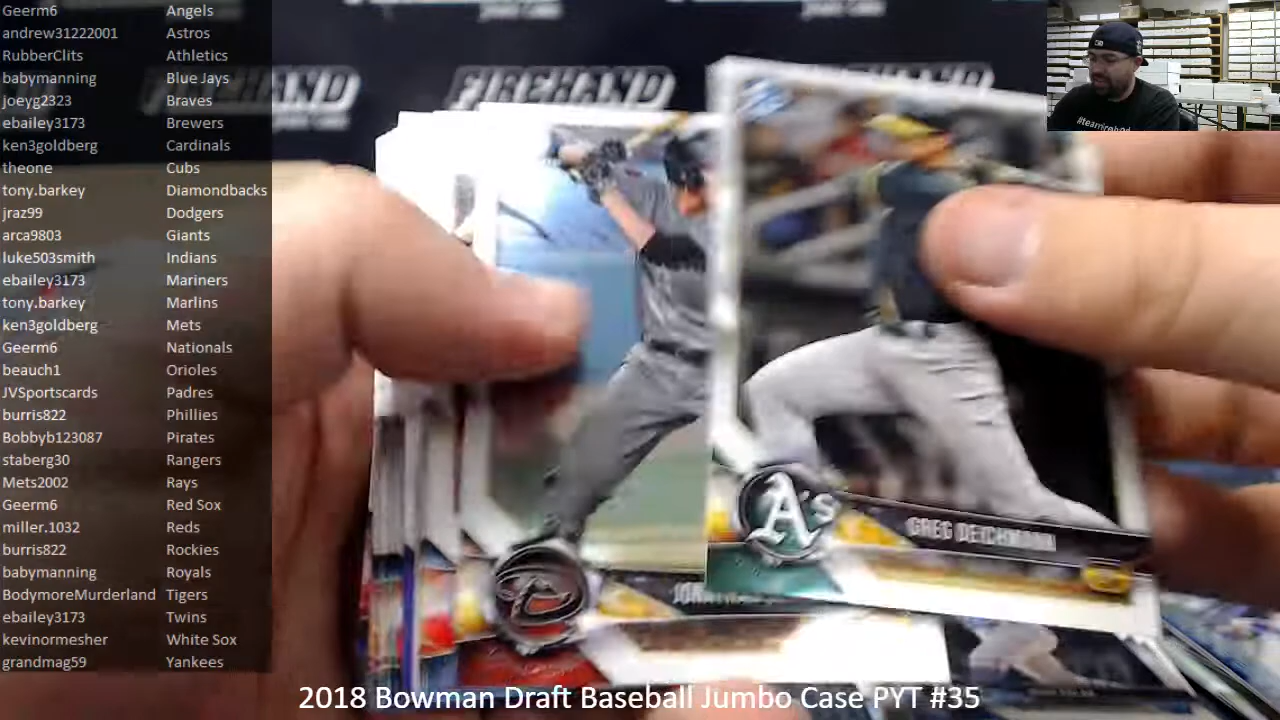 Geerm6 Angels
andrew31222001 Astros
RubberClits Athletics
babymanning Blue Jays
joeyg2323 Braves
ebailey3173 Brewers
ken3goldberg Cardinals
theone Cubs
tony.barkey Diamondbacks
jraz99 Dodgers
arca9803 Giants
luke503smith Indians
ebailey3173 Mariners
tony.barkey Marlins
ken3goldberg Mets
Geerm6 Nationals
beauch1 Orioles
JVSportscards Padres
burris822 Phillies
Bobbyb123087 Pirates
staberg30 Rangers
Mets2002 Rays
Geerm6 Red Sox
miller.1032 Reds
burris822 Rockies
babymanning Royals
BodymoreMurderland Tigers
ebailey3173 Twins
kevinormesher White Sox
grandmag59 Yankees
FIREHAND
A's
GREG DEICHMANN
2018 Bowman Draft Baseball Jumbo Case PYT #35